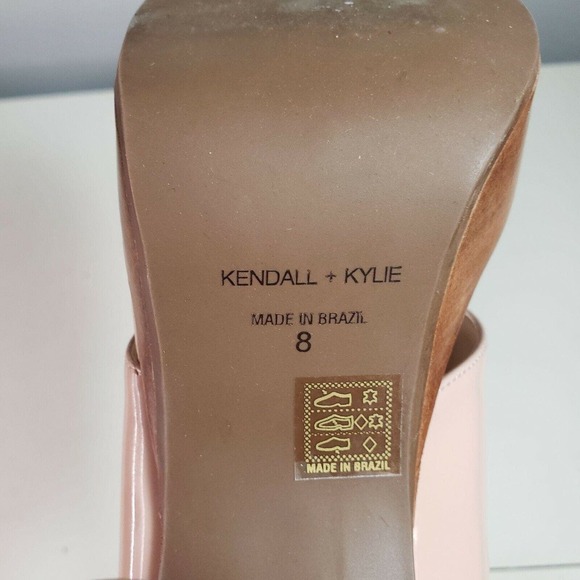 KENDALL + KYLIE
MADE IN BRAZIL
8
MADE IN BRAZIL